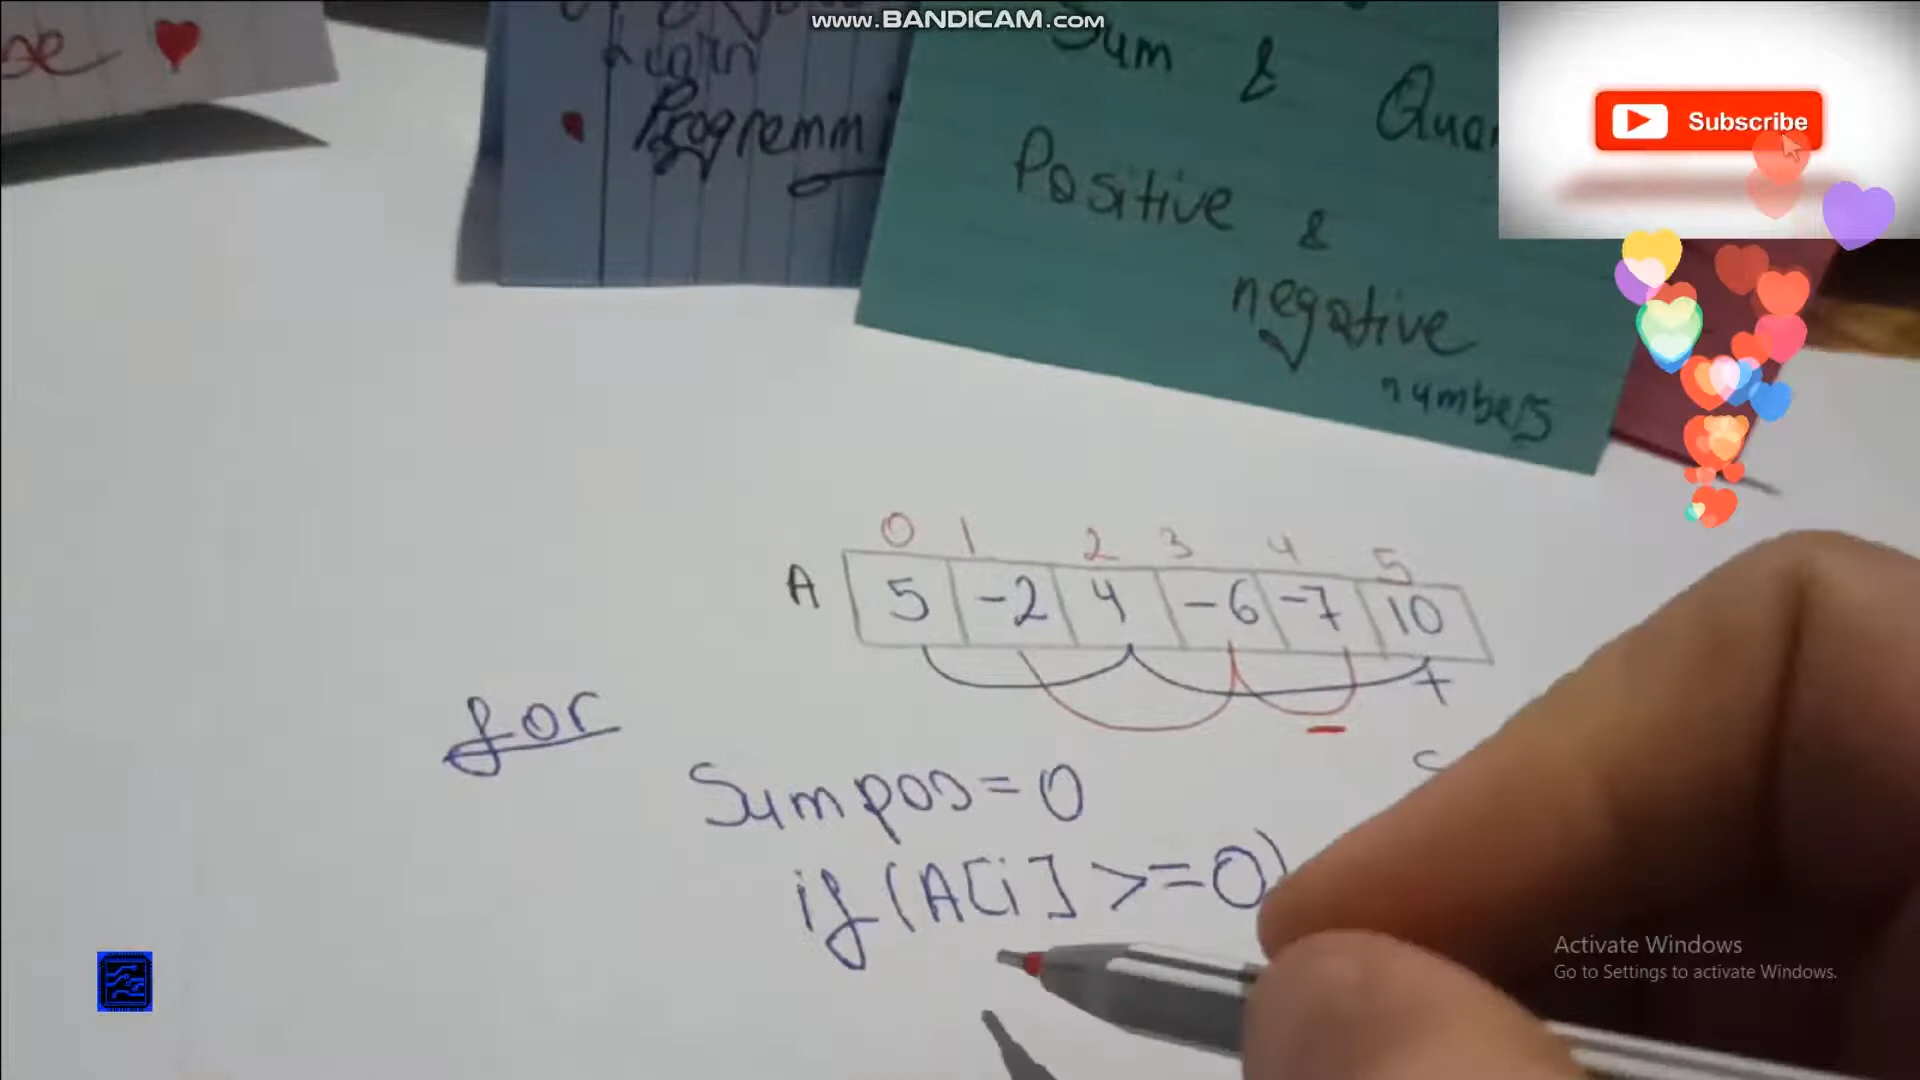 www.BANDICAM.com
Subscribe
Learn
Programm
Sum &
Positive &
negative
numbers
0 1 2 3 4 5
A 5 -2 4 -6 -7 10
+
-
for
Sumpos=0
if(A[i] >=0)
Activate Windows
Go to Settings to activate Windows.